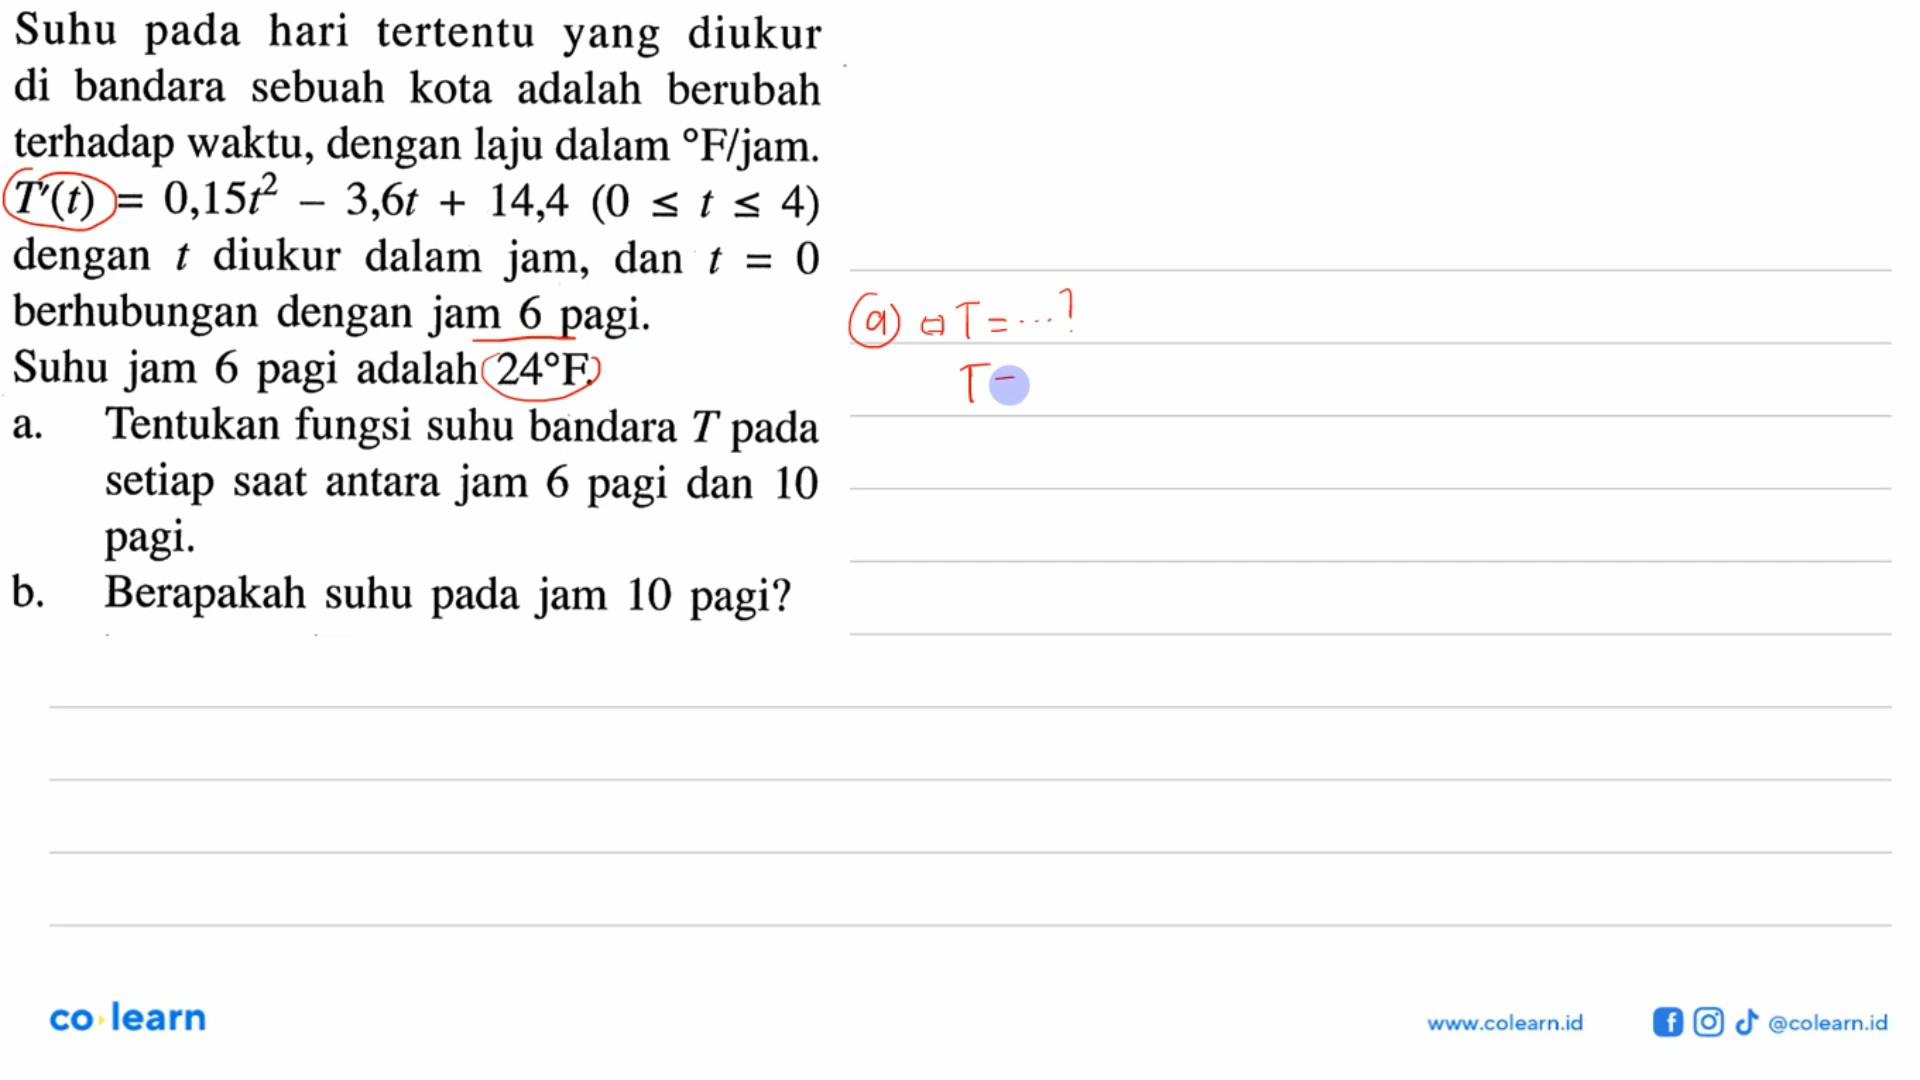 Suhu pada hari tertentu yang diukur
di bandara sebuah kota adalah berubah
terhadap waktu, dengan laju dalam °F/jam.
T'(t) = 0,15t² − 3,6t + 14,4 (0 ≤ t ≤ 4)
dengan t diukur dalam jam, dan t = 0
berhubungan dengan jam 6 pagi.
Suhu jam 6 pagi adalah 24°F.
a. Tentukan fungsi suhu bandara T pada
setiap saat antara jam 6 pagi dan 10
pagi.
b. Berapakah suhu pada jam 10 pagi?
a ⇔ T = ...?
T =
co learn
www.colearn.id
@colearn.id